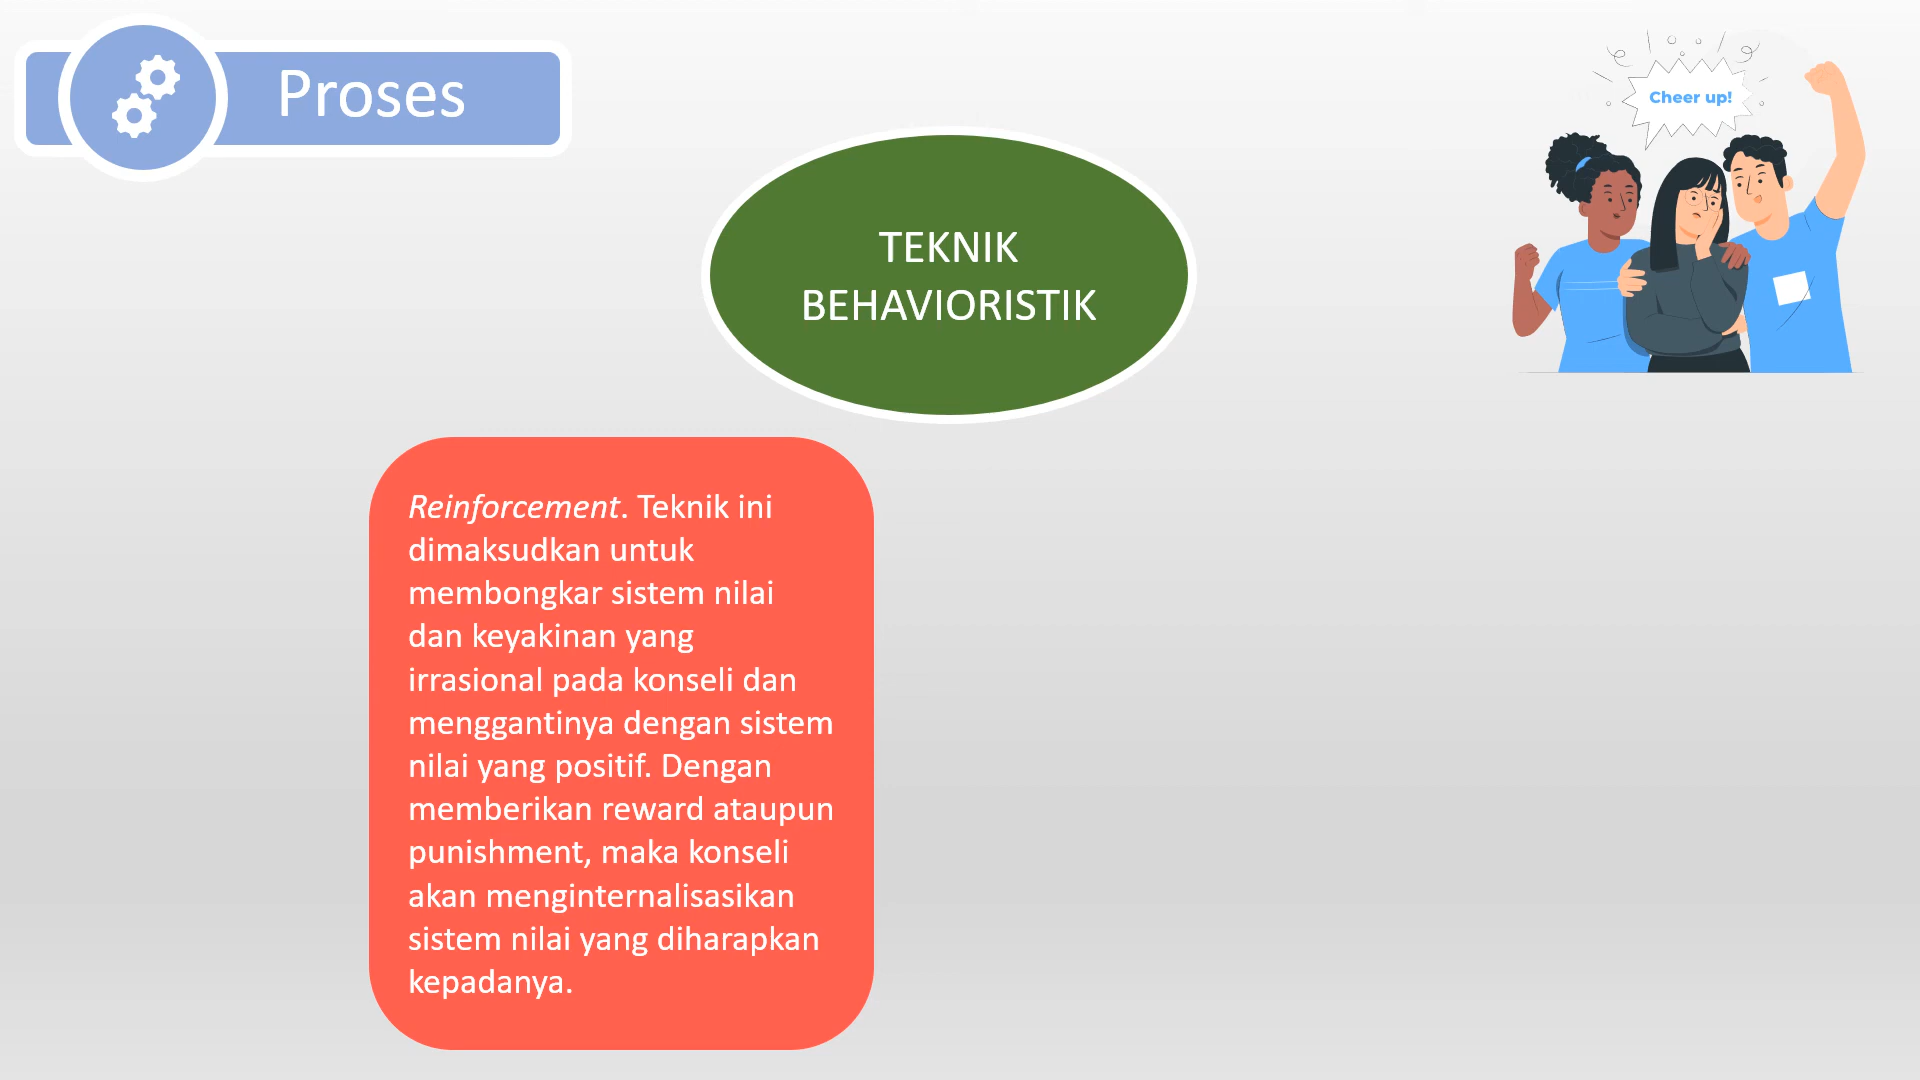 Proses
Cheer up!
TEKNIK
BEHAVIORISTIK
Reinforcement. Teknik ini
dimaksudkan untuk
membongkar sistem nilai
dan keyakinan yang
irrasional pada konseli dan
menggantinya dengan sistem
nilai yang positif. Dengan
memberikan reward ataupun
punishment, maka konseli
akan menginternalisasikan
sistem nilai yang diharapkan
kepadanya.